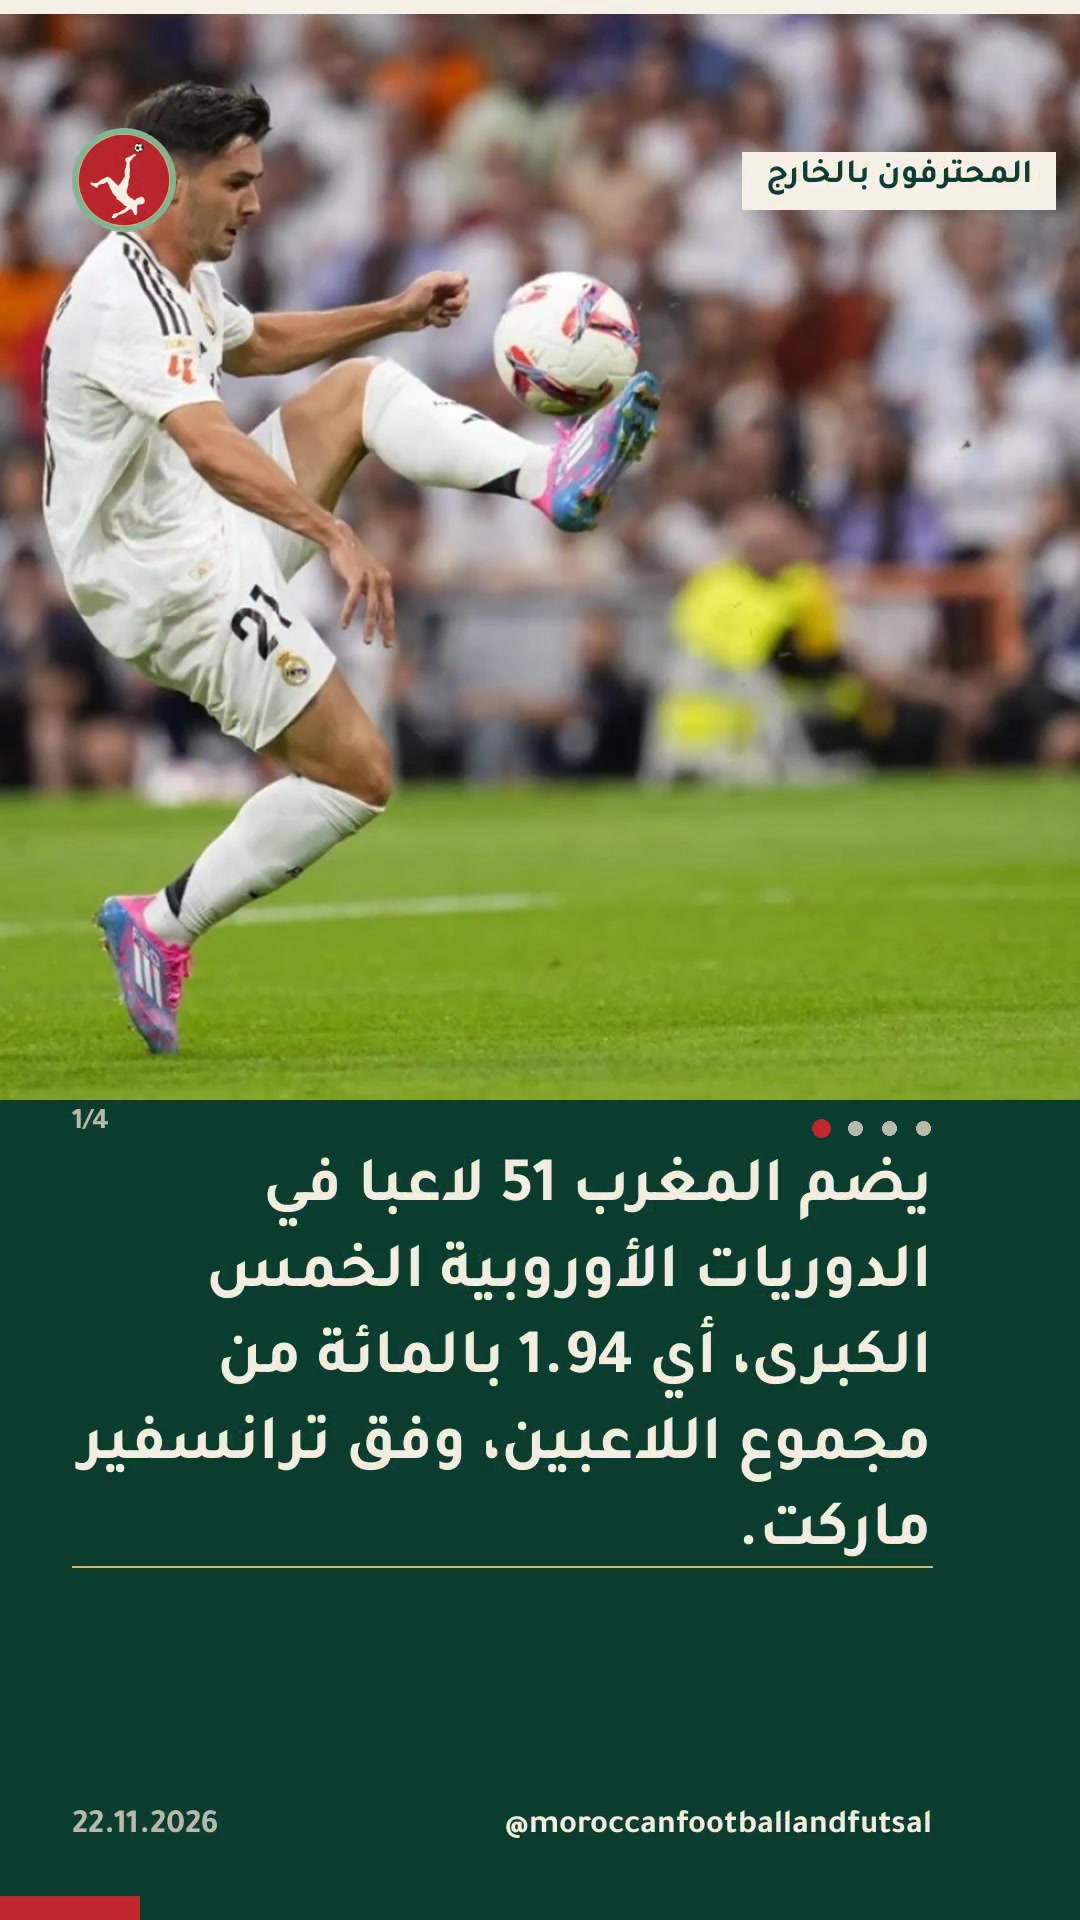 المحترفون بالخارج
21
1/4
يضم المغرب 51 لاعبا في
الدوريات الأوروبية الخمس
الكبرى، أي 1.94 بالمائة من
مجموع اللاعبين، وفق ترانسفير
ماركت.
22.11.2026
@moroccanfootballandfutsal